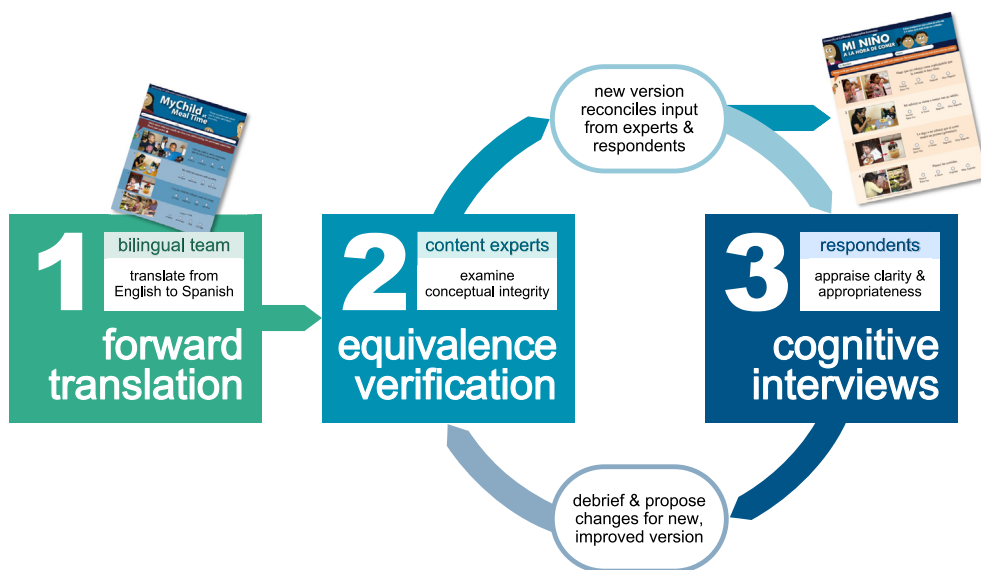 MyChild at
Meal Time
MI NIÑO
A LA HORA DE COMER
new version
reconciles input
from experts &
respondents
1
bilingual team
translate from
English to Spanish
forward
translation
2
content experts
examine
conceptual integrity
equivalence
verification
3
respondents
appraise clarity &
appropriateness
cognitive
interviews
debrief & propose
changes for new,
improved version